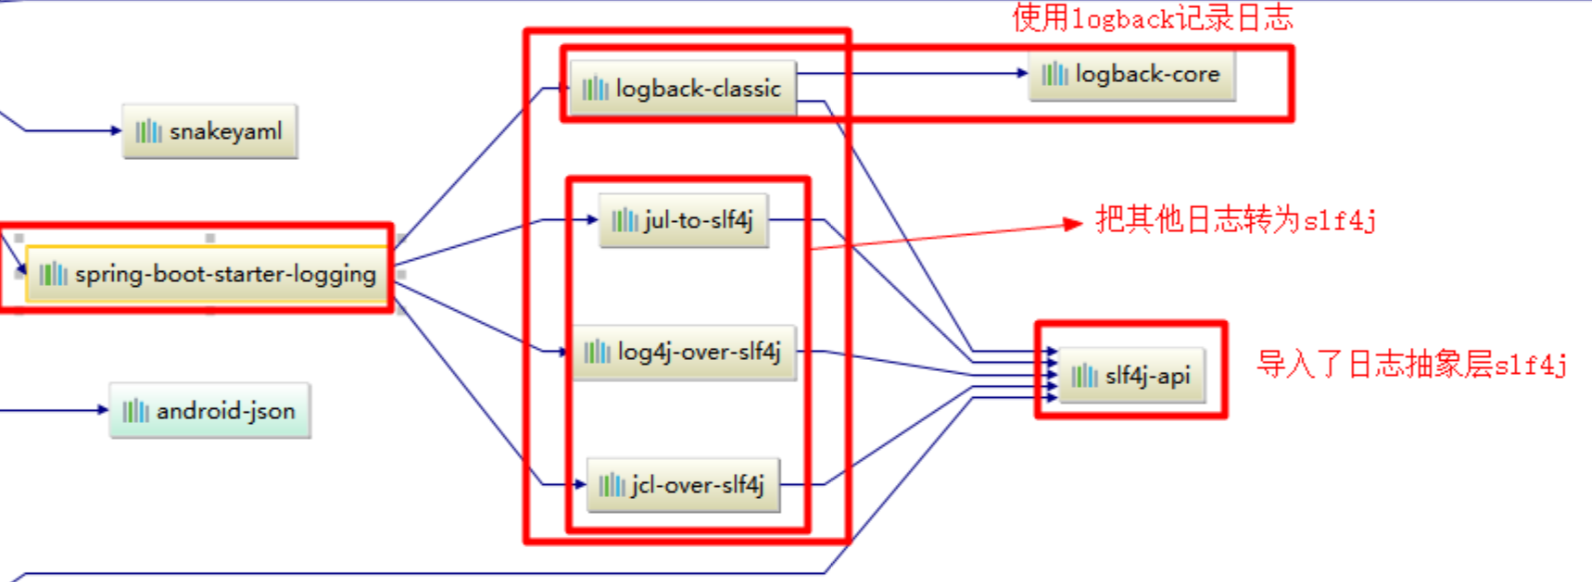 使用logback记录日志
logback-classic
logback-core
snakeyaml
jul-to-slf4j
把其他日志转为slf4j
spring-boot-starter-logging
log4j-over-slf4j
slf4j-api
导入了日志抽象层slf4j
android-json
jcl-over-slf4j